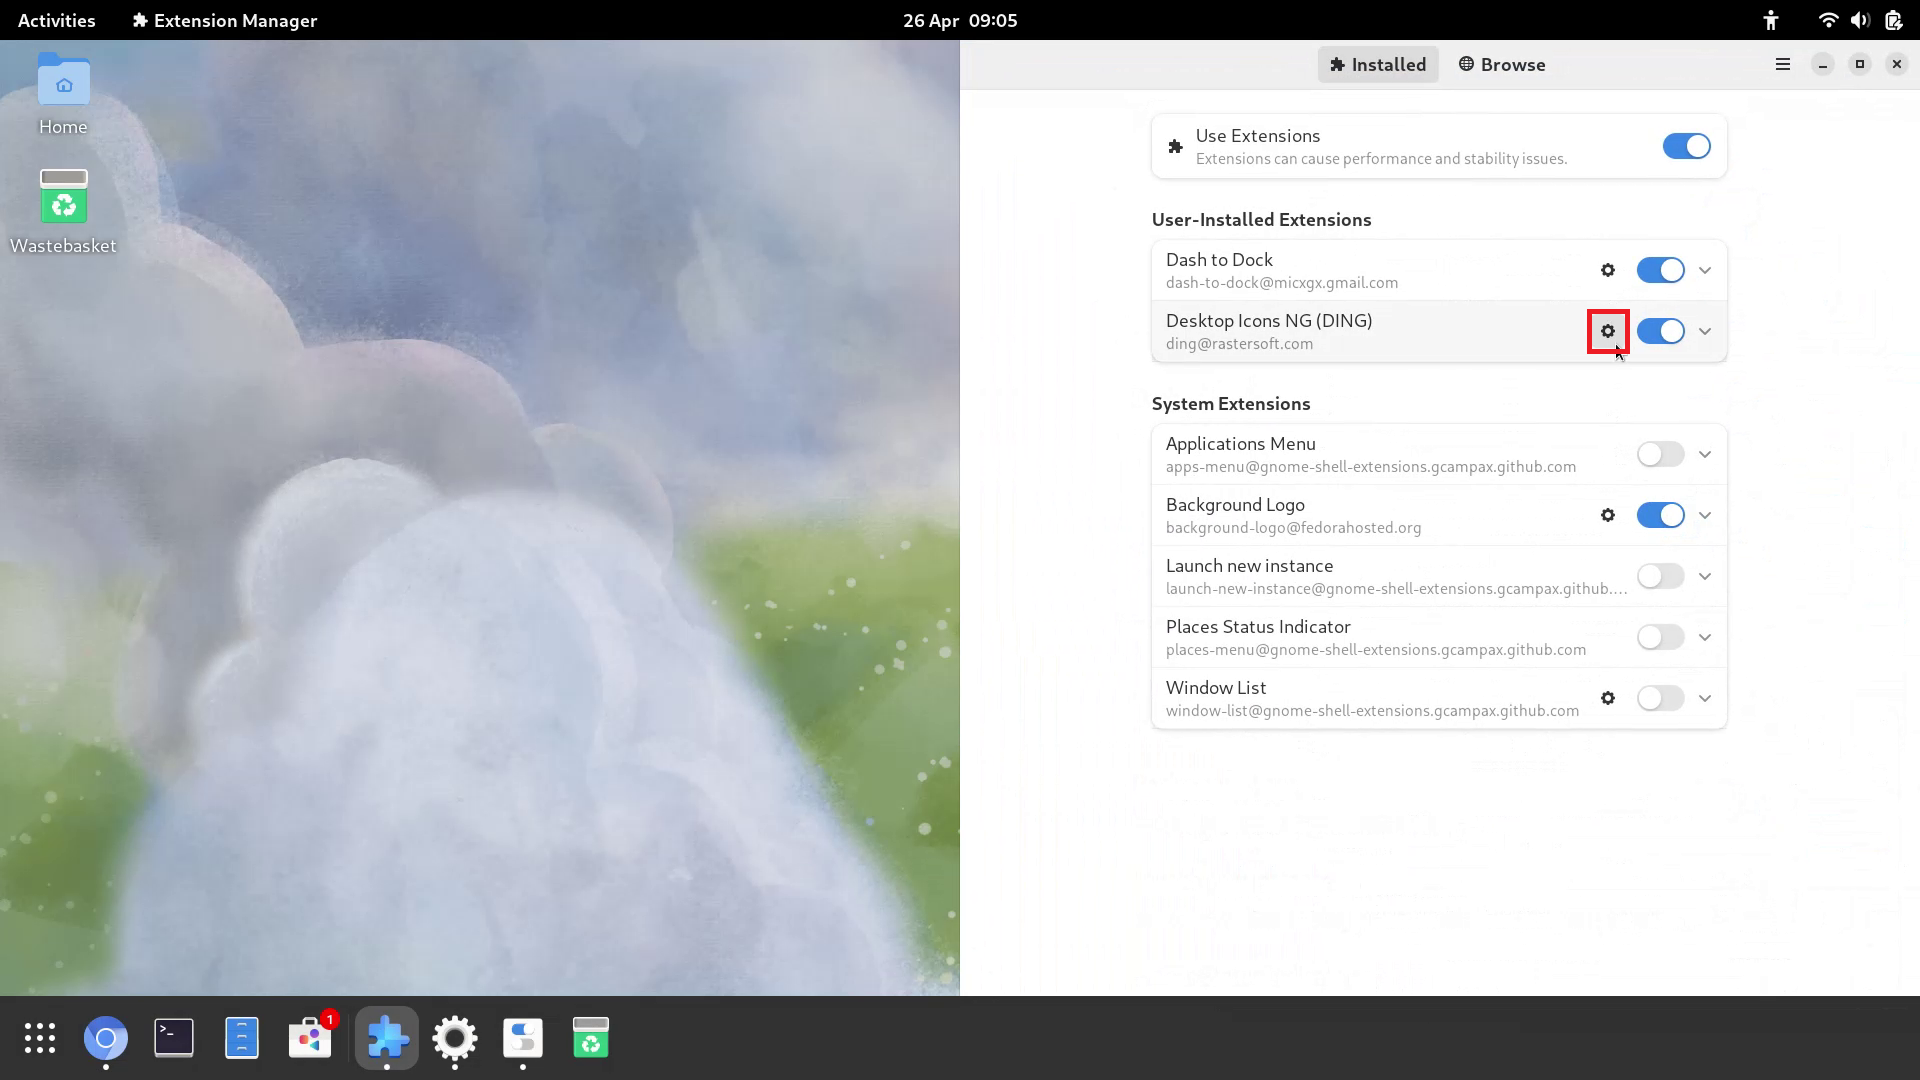 Activities
Extension Manager
26 Apr 09:05
Home
Wastebasket
Installed
Browse
Use Extensions
Extensions can cause performance and stability issues.
User-Installed Extensions
Dash to Dock
dash-to-dock@micxgx.gmail.com
Desktop Icons NG (DING)
ding@rastersoft.com
System Extensions
Applications Menu
apps-menu@gnome-shell-extensions.gcampax.github.com
Background Logo
background-logo@fedorahosted.org
Launch new instance
launch-new-instance@gnome-shell-extensions.gcampax.github....
Places Status Indicator
places-menu@gnome-shell-extensions.gcampax.github.com
Window List
window-list@gnome-shell-extensions.gcampax.github.com
>_
1